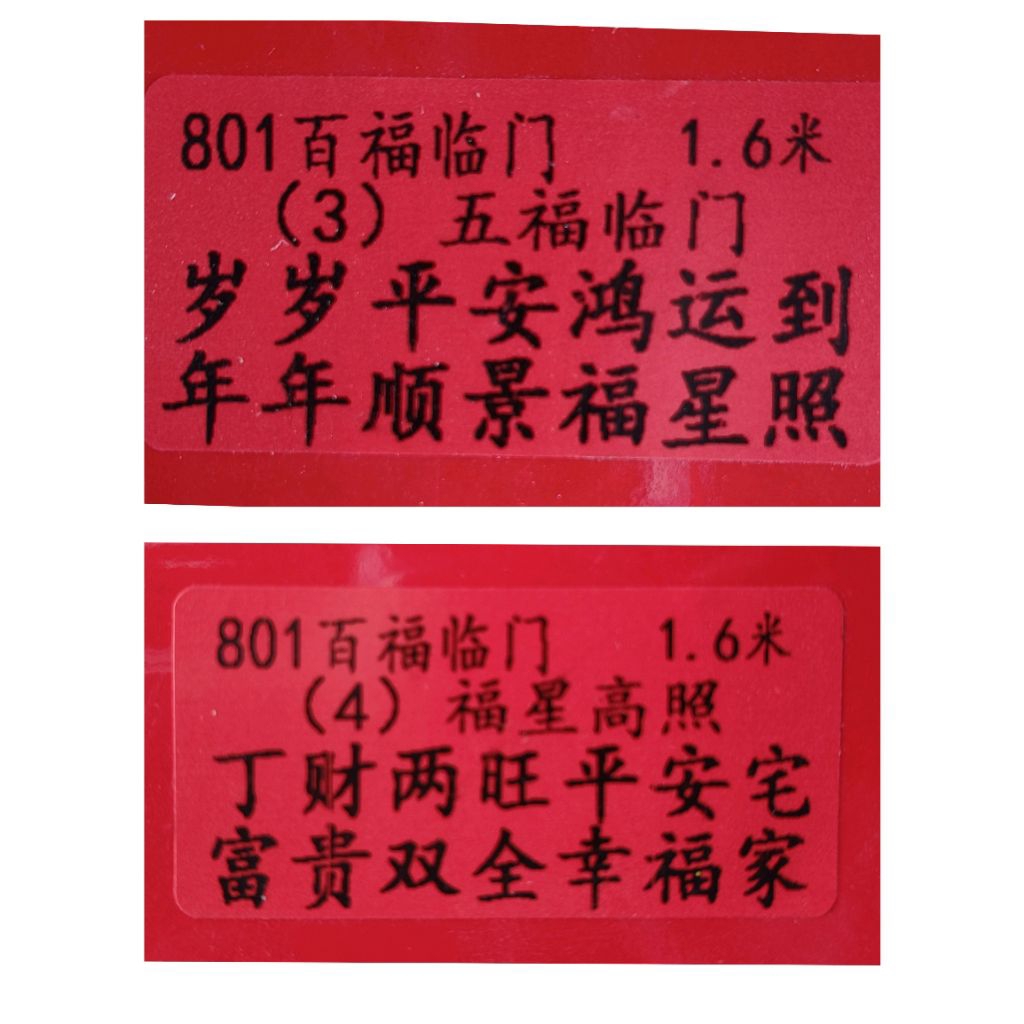 801百福临门 1.6米
(3) 五福临门
岁岁平安鸿运到
年年顺景福星照
801百福临门 1.6米
(4) 福星高照
丁财两旺平安宅
富贵双全幸福家